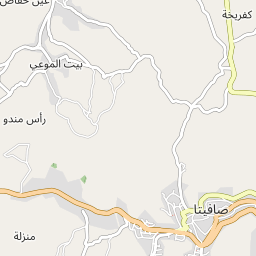 عين حفاض
كفريخة
بيت الموعي
رأس مندو
صافيتا
منزلة